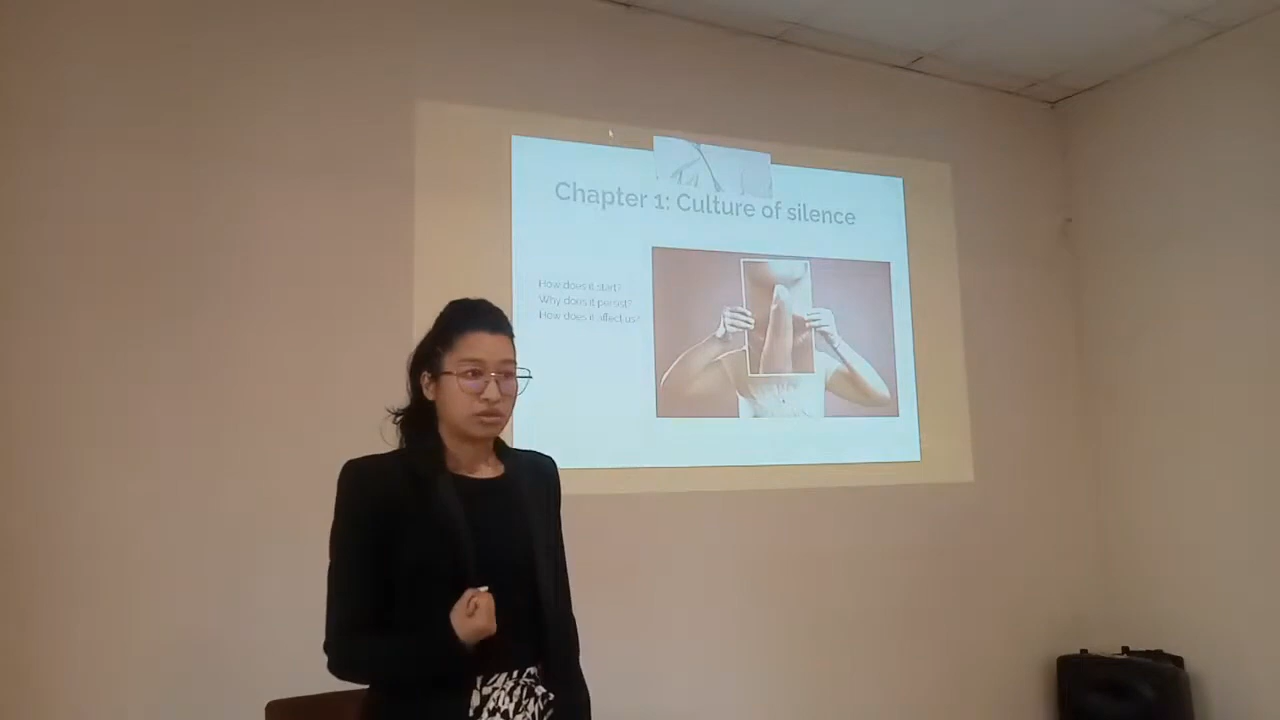 Chapter 1: Culture of silence
How does it start?
Why does it persist?
How does it affect us?